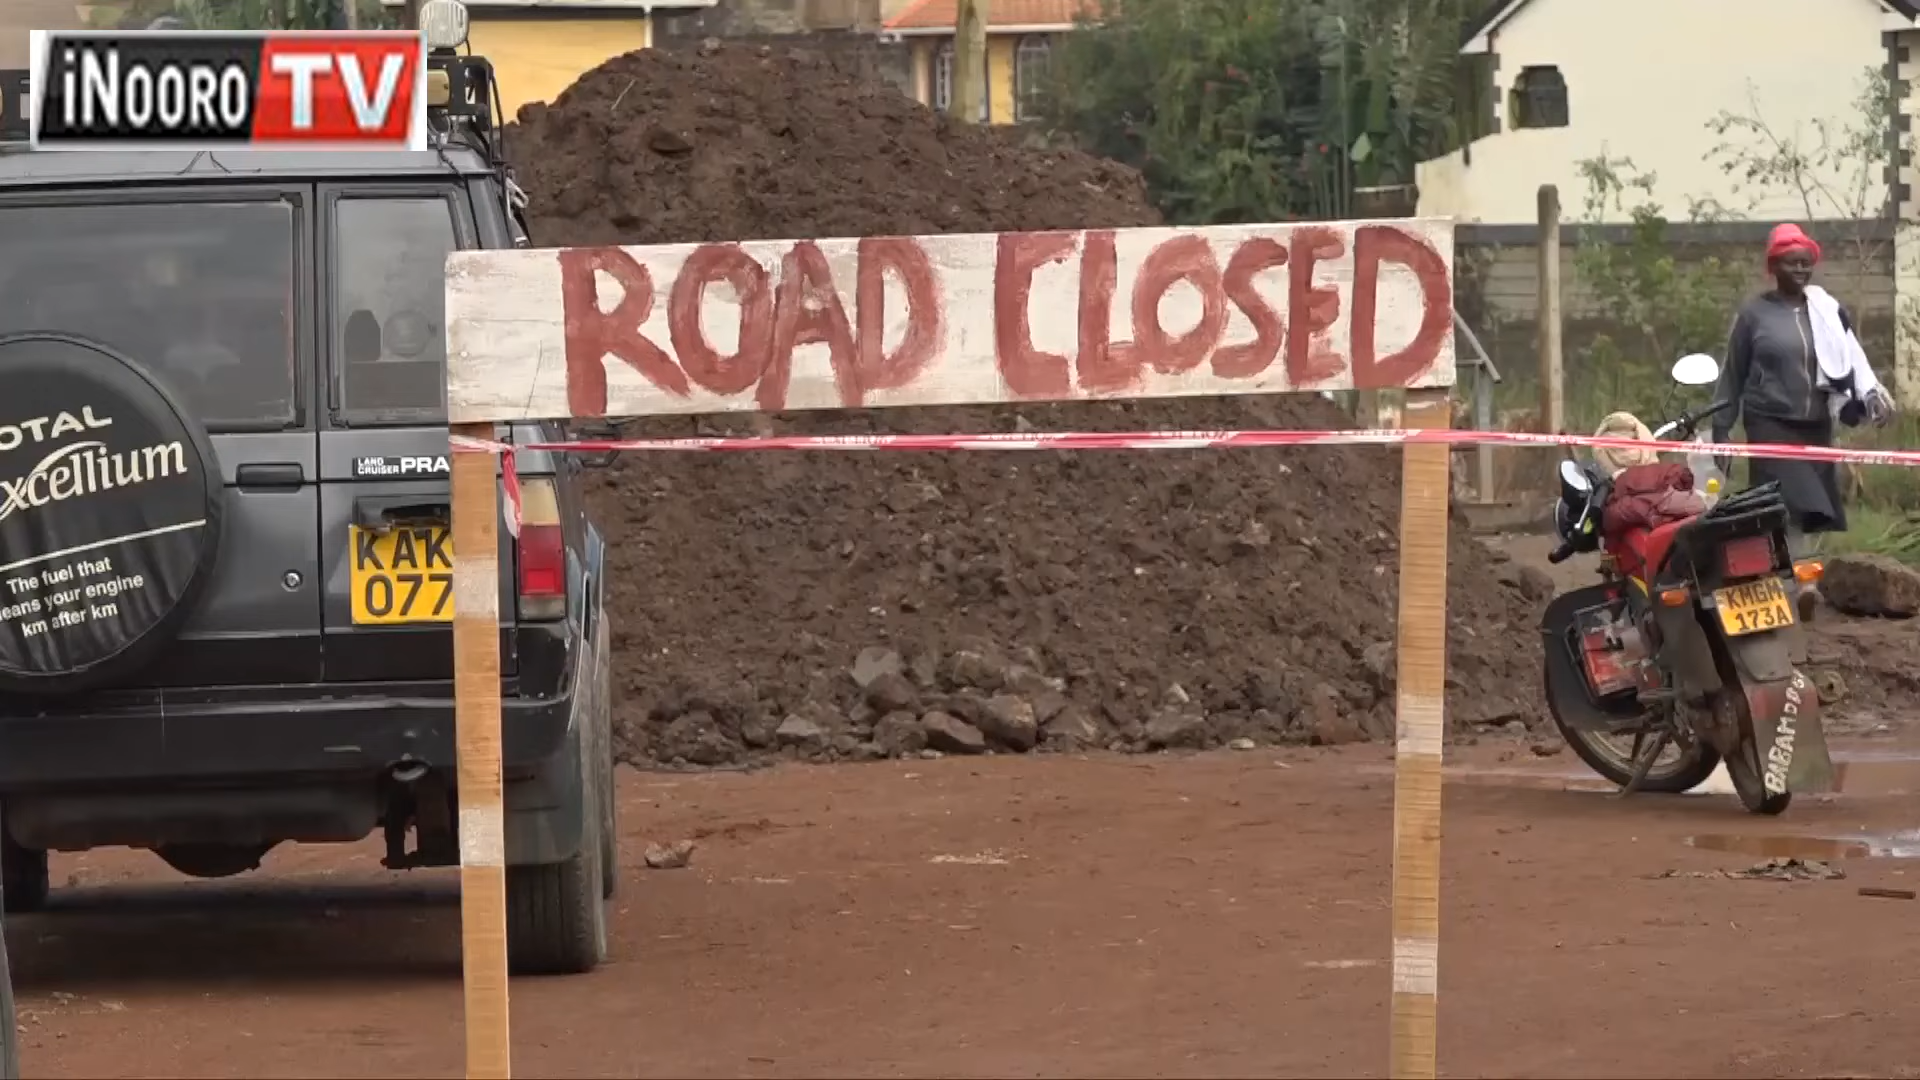 iNOORO TV
ROAD CLOSED
OTAL
xcellium
The fuel that
eans your engine
km after km
LAND
CRUISER PRA
KAK
077
KMGM
173A